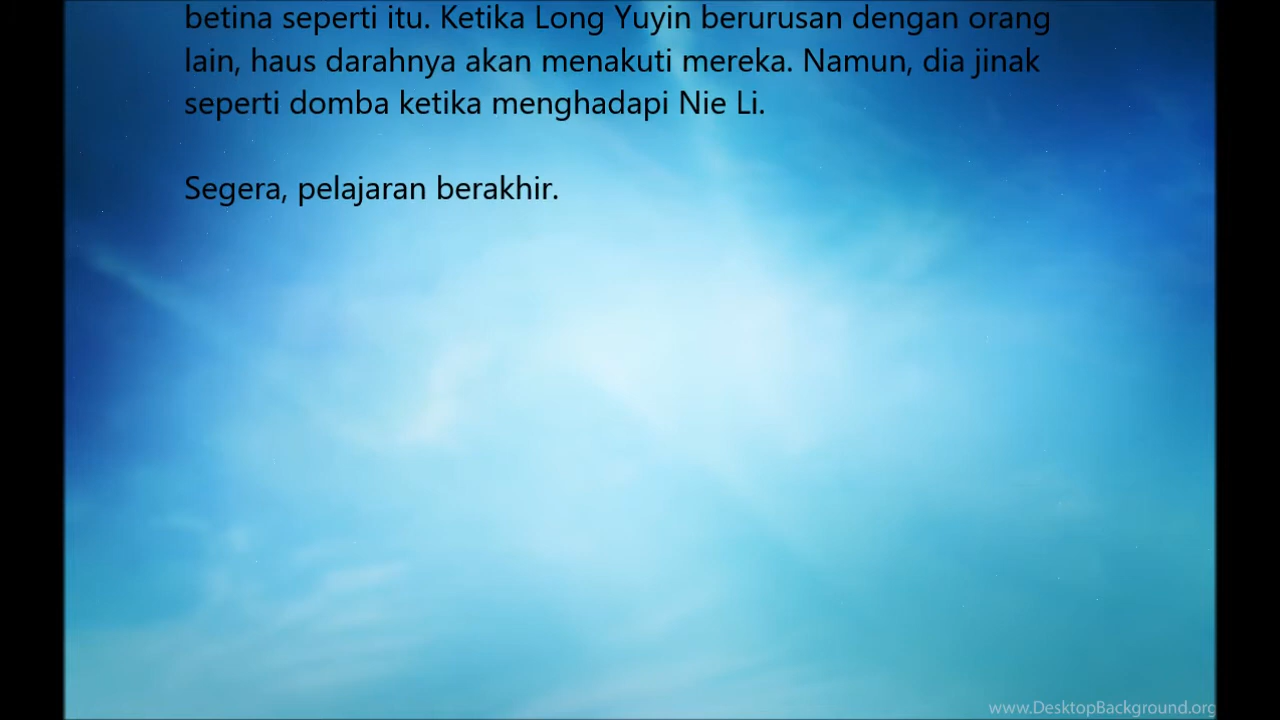 betina seperti itu. Ketika Long Yuyin berurusan dengan orang
lain, haus darahnya akan menakuti mereka. Namun, dia jinak
seperti domba ketika menghadapi Nie Li.
Segera, pelajaran berakhir.
www.DesktopBackground.org